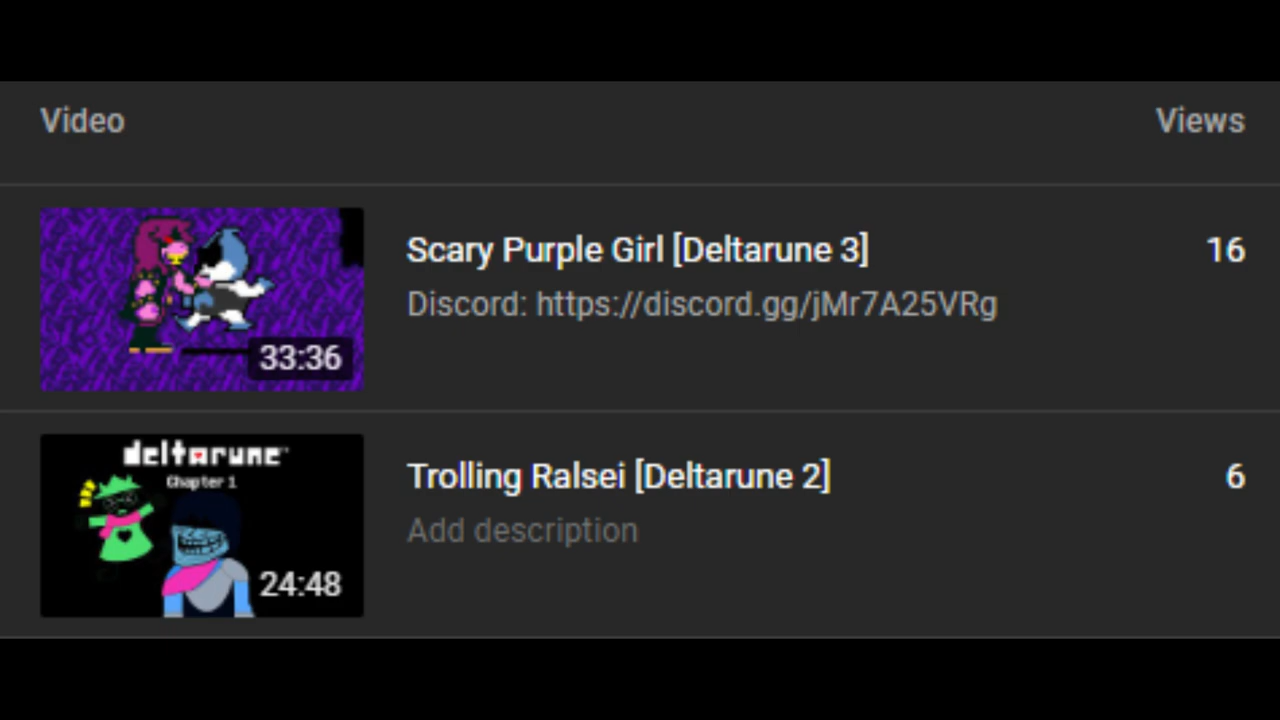 Video
Views
Scary Purple Girl [Deltarune 3]
16
Discord: https://discord.gg/jMr7A25VRg
33:36
deltarune™
Chapter 1
Trolling Ralsei [Deltarune 2]
6
Add description
24:48